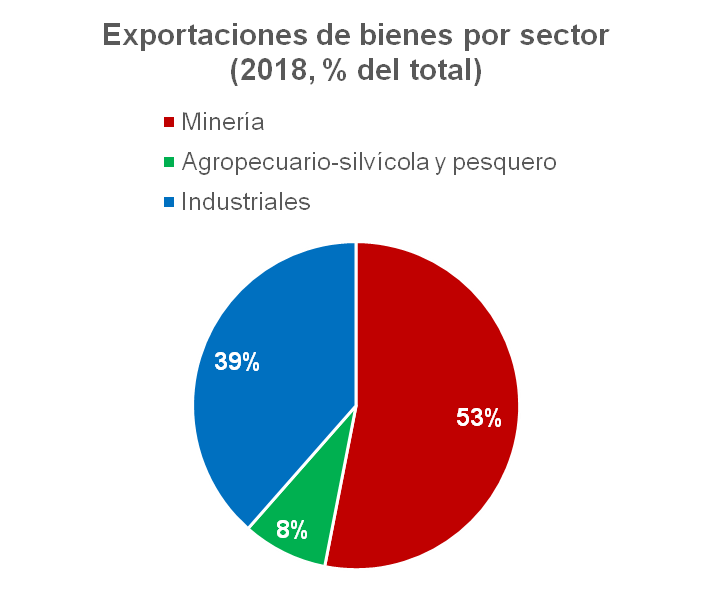 Exportaciones de bienes por sector
(2018, % del total)
Minería
Agropecuario-silvícola y pesquero
Industriales
39%
53%
8%